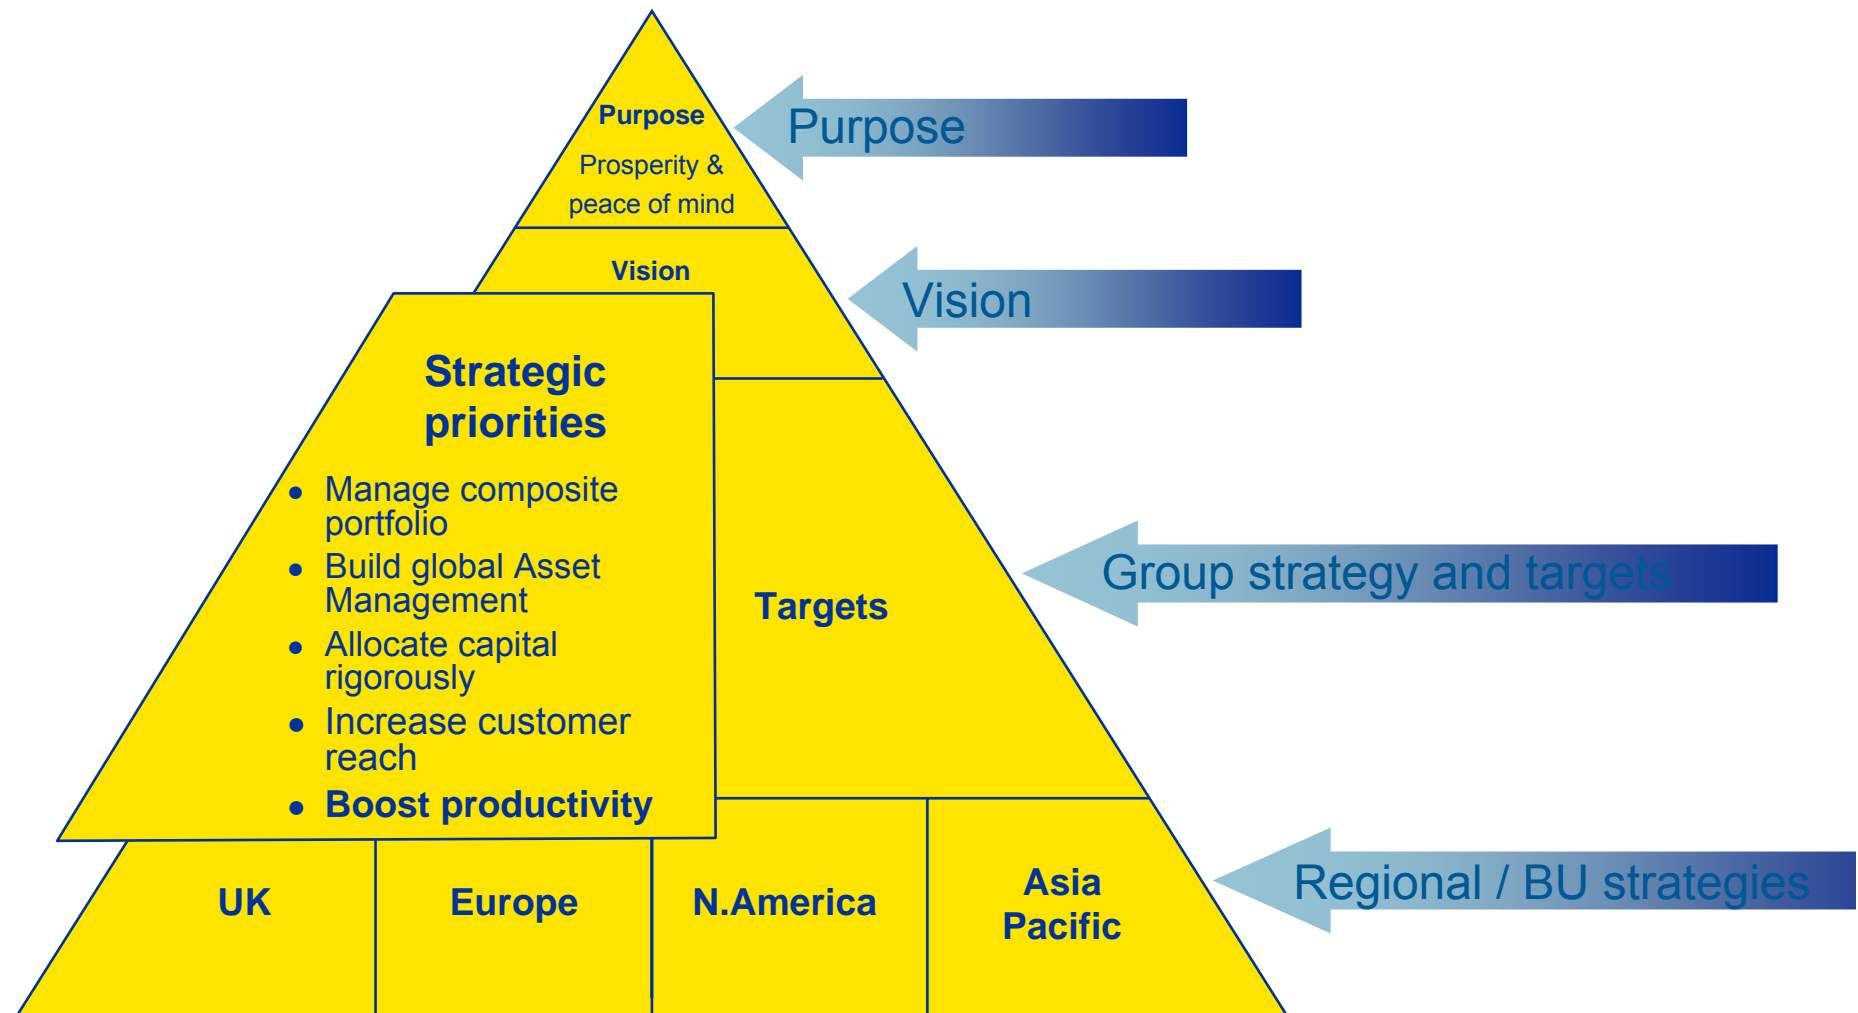 Purpose
Prosperity &
peace of mind
Purpose
Vision
Vision
Strategic
priorities
● Manage composite
portfolio
● Build global Asset
Management
● Allocate capital
rigorously
● Increase customer
reach
● Boost productivity
Targets
Group strategy and targets
UK
Europe
N.America
Asia
Pacific
Regional / BU strategies